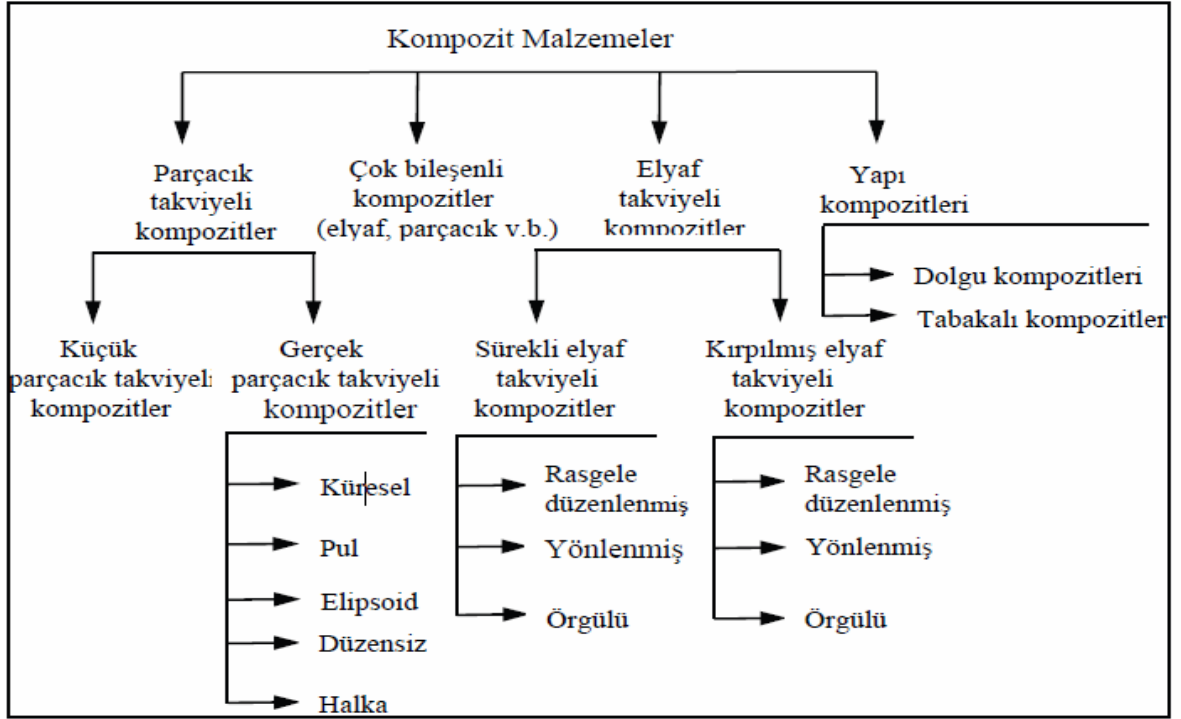 Kompozit Malzemeler
Parçacık
takviyeli
kompozitler
Çok bileşenli
kompozitler
(elyaf, parçacık v.b.)
Elyaf
takviyeli
kompozitler
Yapı
kompozitleri
Dolgu kompozitleri
Tabakalı kompozitler
Küçük
parçacık takviyeli
kompozitler
Gerçek
parçacık takviyeli
kompozitler
Küresel
Pul
Elipsoid
Düzensiz
Halka
Sürekli elyaf
takviyeli
kompozitler
Rasgele
düzenlenmiş
Yönlenmiş
Örgülü
Kırpılmış elyaf
takviyeli
kompozitler
Rasgele
düzenlenmiş
Yönlenmiş
Örgülü